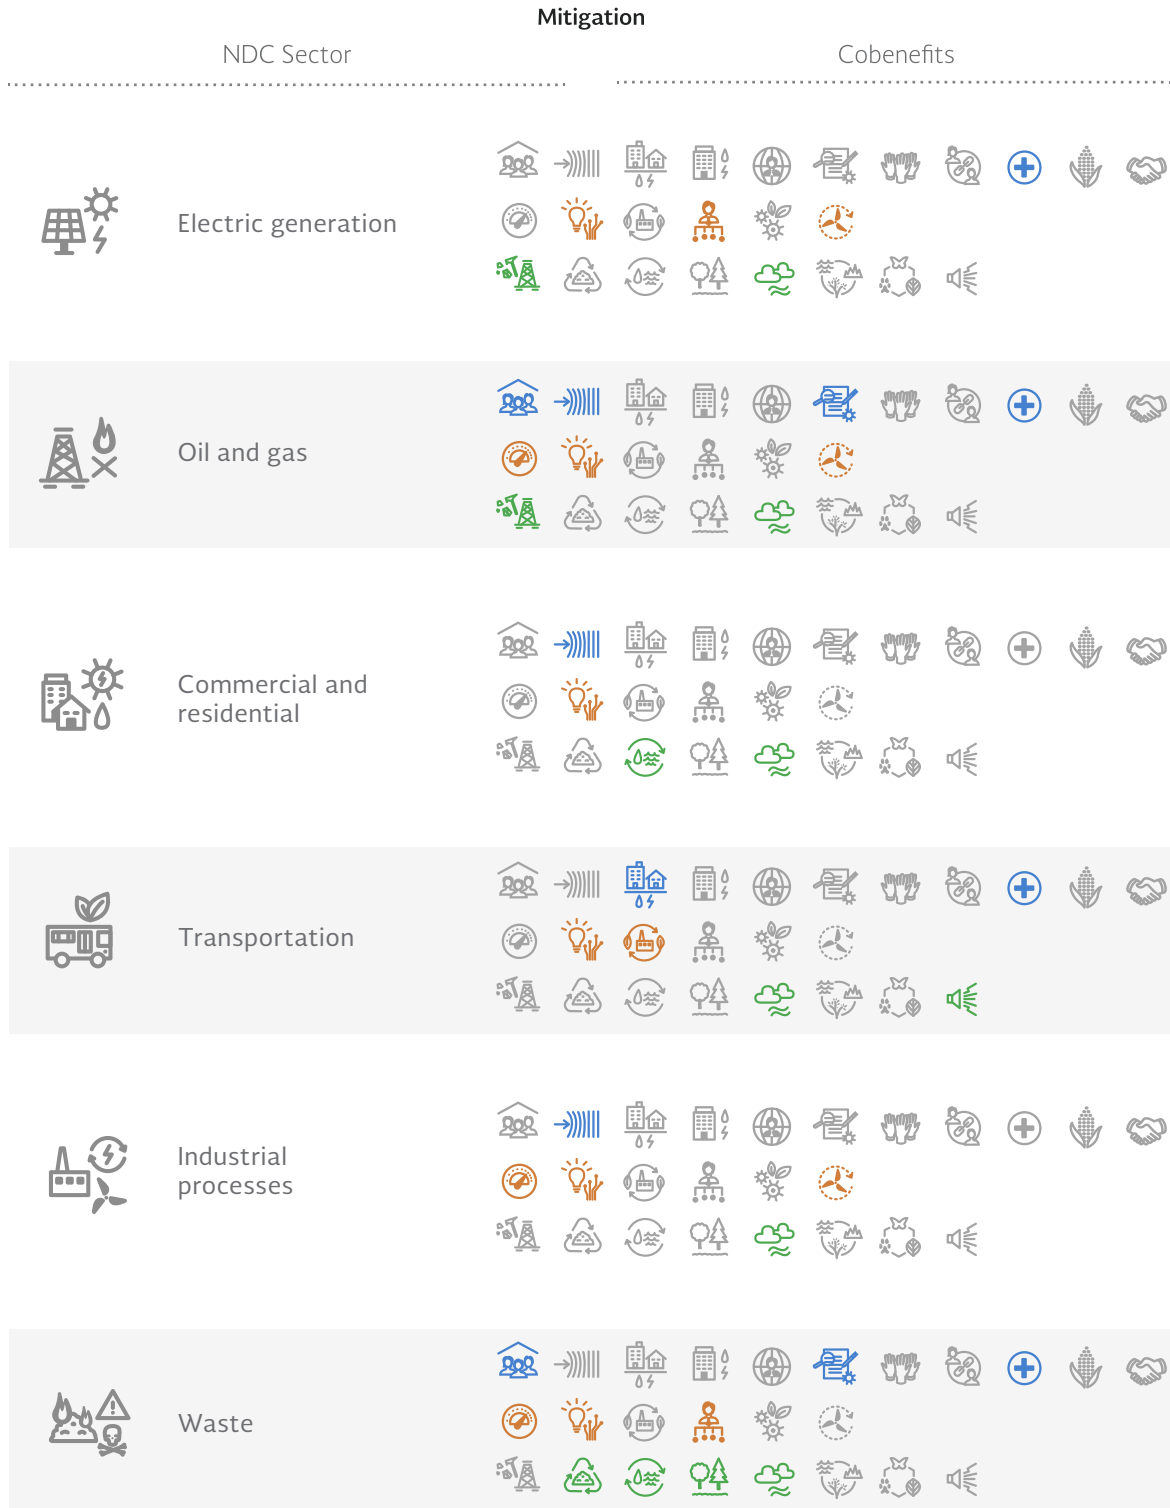 Mitigation
NDC Sector
Cobenefits
Electric generation
Oil and gas
Commercial and
residential
Transportation
Industrial
processes
Waste